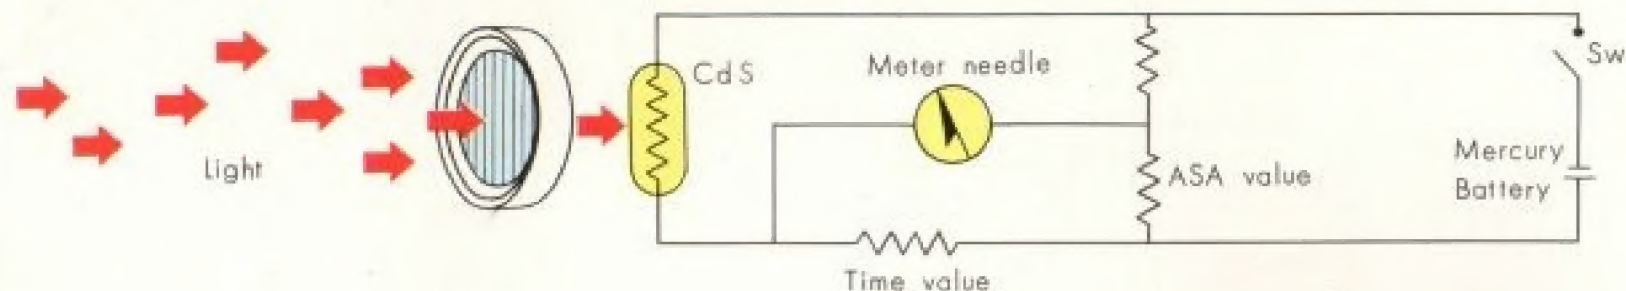 Light
CdS
Meter needle
ASA value
Time value
Sw
Mercury
Battery